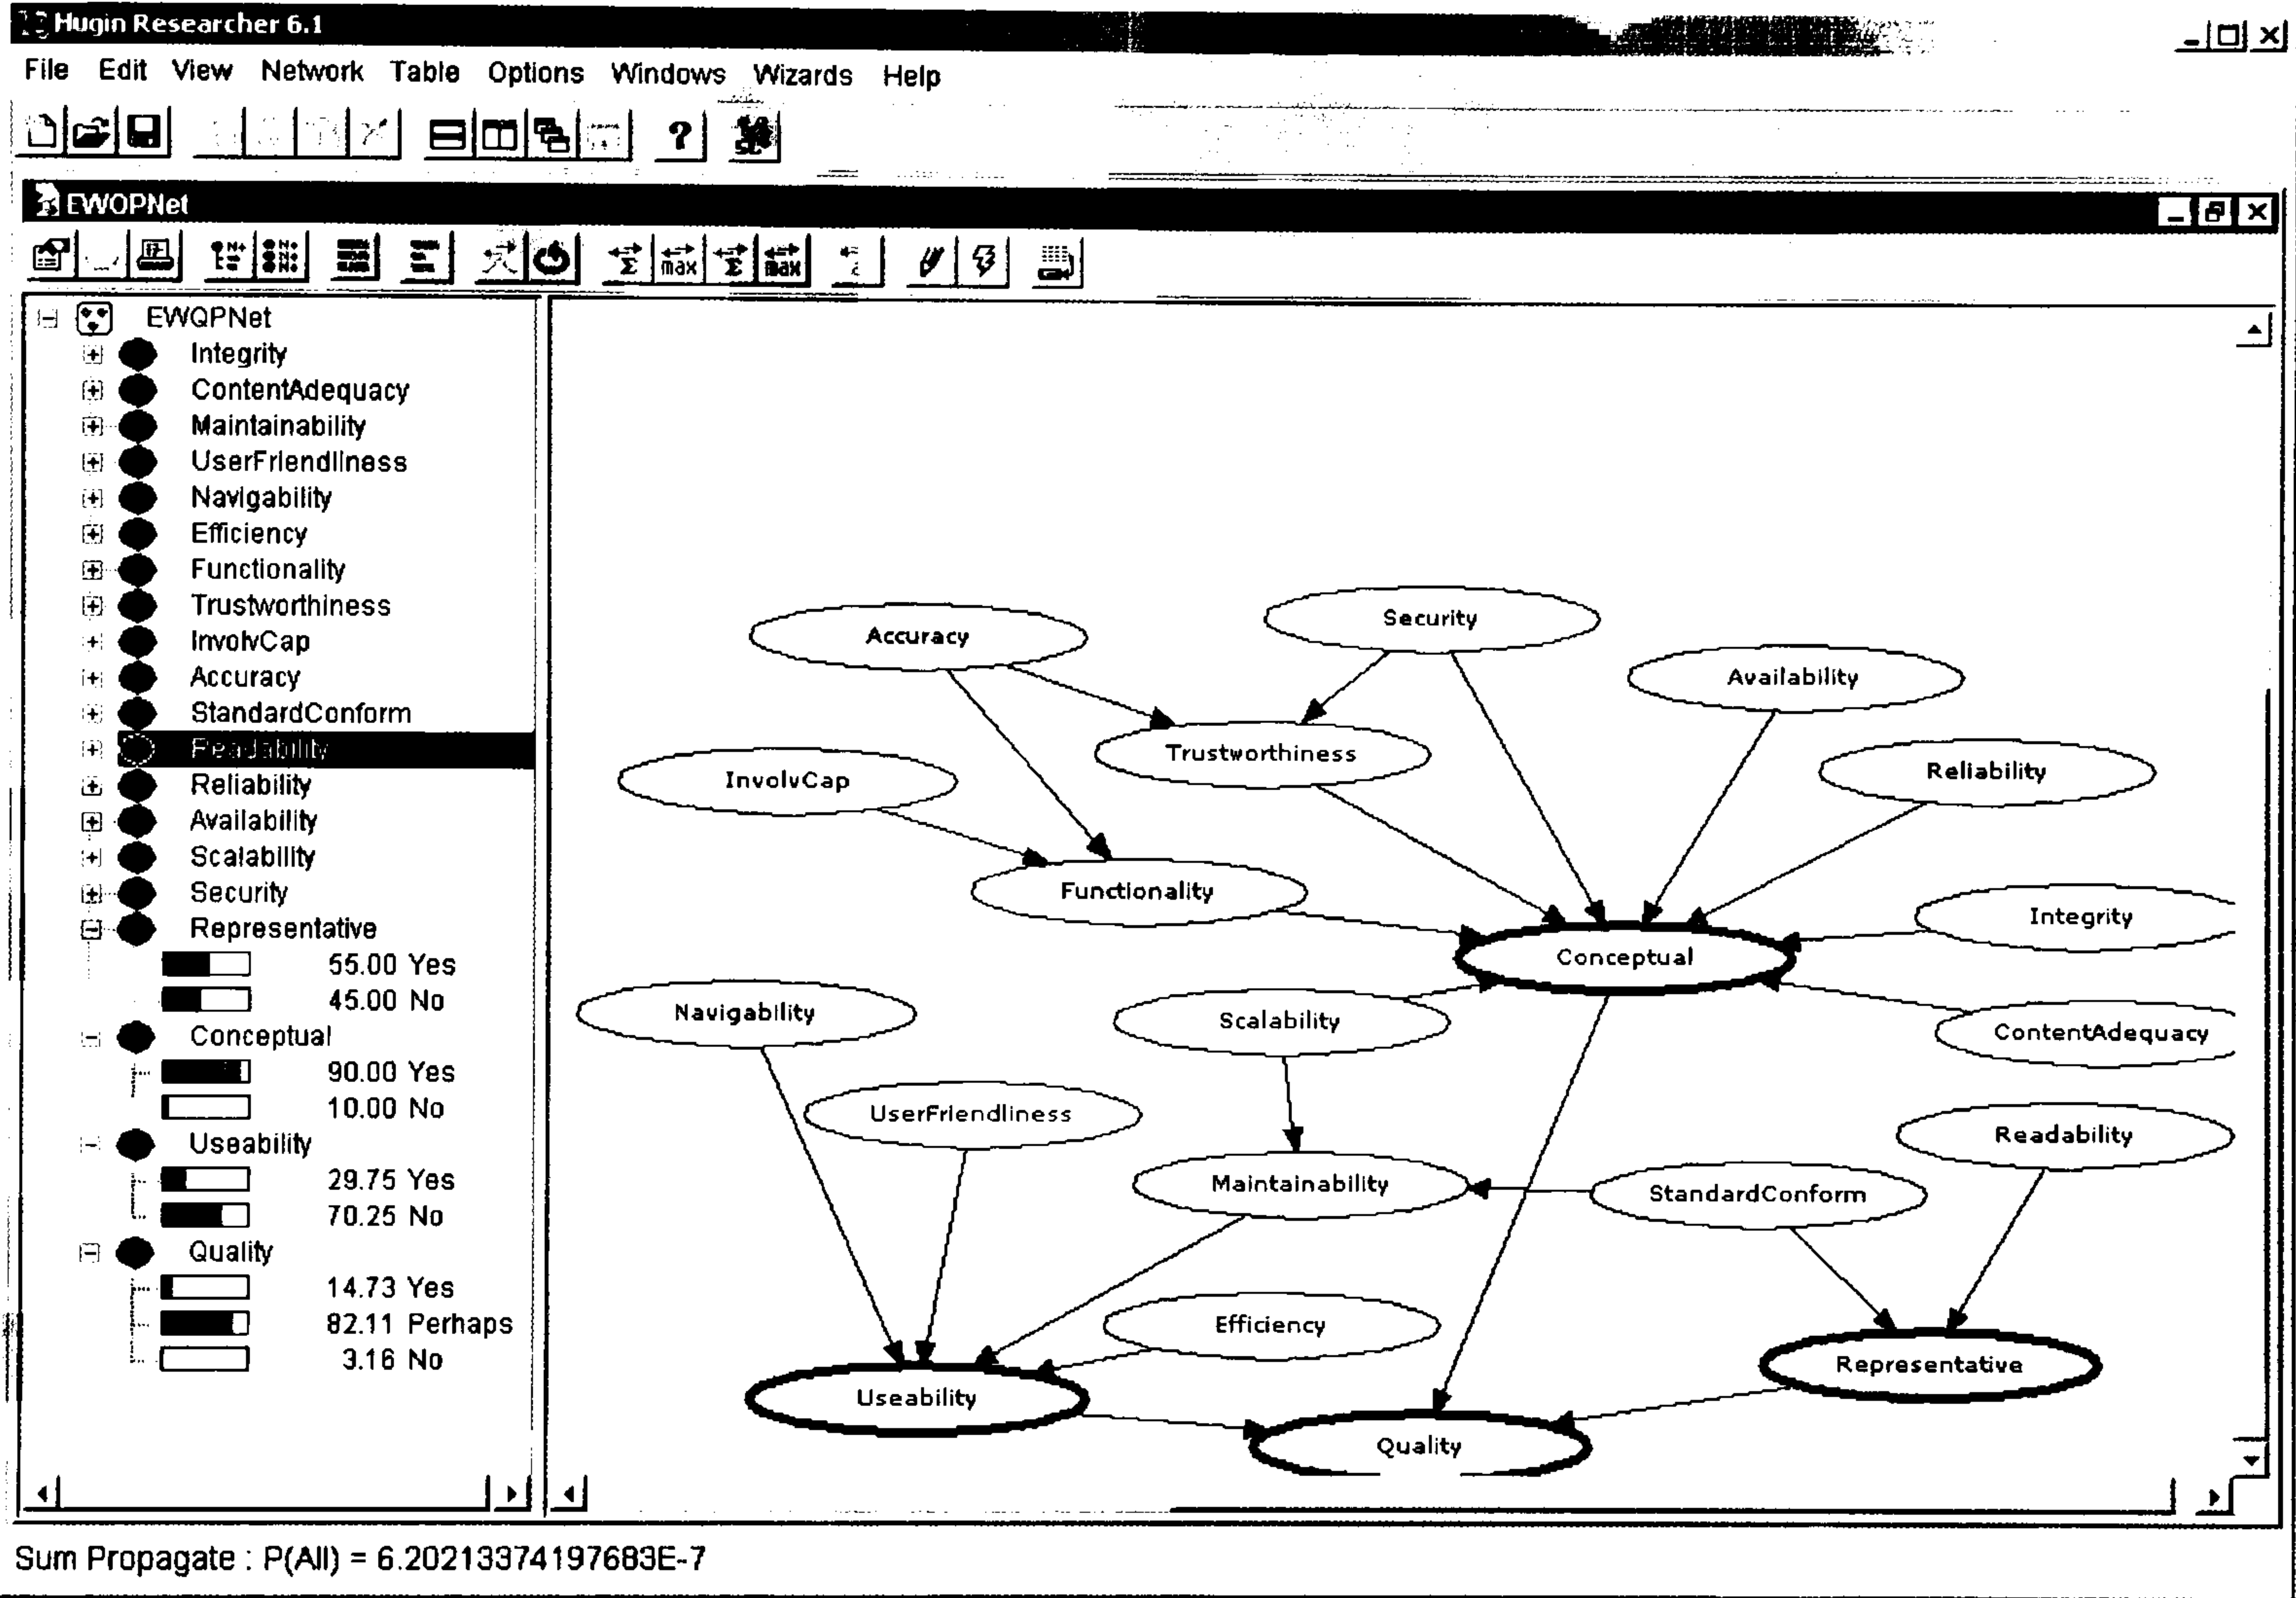 Hugin Researcher 6.1
File Edit View Network Table Options Windows Wizards Help
EWQPNet
EWQPNet
Integrity
ContentAdequacy
Maintainability
UserFriendliness
Navigability
Efficiency
Functionality
Trustworthiness
InvolvCap
Accuracy
StandardConform
Readability
Reliability
Availability
Scalability
Security
Representative
55.00 Yes
45.00 No
Conceptual
90.00 Yes
10.00 No
Useability
29.75 Yes
70.25 No
Quality
14.73 Yes
82.11 Perhaps
3.16 No
Accuracy
Security
Availability
Trustworthiness
InvolvCap
Reliability
Functionality
Integrity
Conceptual
Navigability
Scalability
ContentAdequacy
UserFriendliness
Readability
Maintainability
StandardConform
Efficiency
Representative
Useability
Quality
Sum Propagate : P(All) = 6.20213374197683E-7